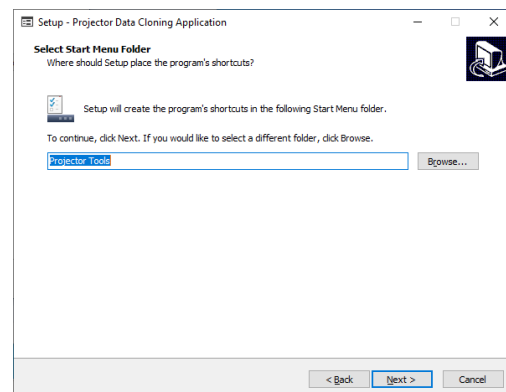 Setup - Projector Data Cloning Application
Select Start Menu Folder
Where should Setup place the program's shortcuts?
Setup will create the program's shortcuts in the following Start Menu folder.
To continue, click Next. If you would like to select a different folder, click Browse.
Projector Tools
Browse...
< Back
Next >
Cancel